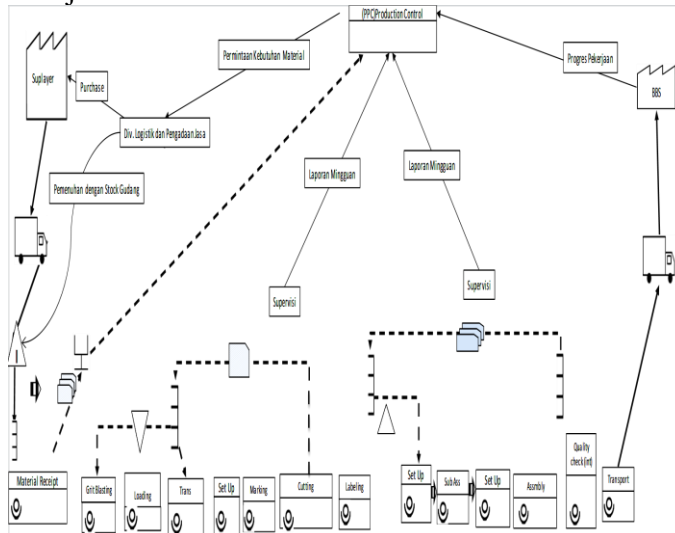 (PPC)Production Control
Permintaan Kebutuhan Material
Progres Pekerjaan
Suplayer
Purchase
BBS
Div. Logistik dan Pengadaan Jasa
Laporan Mingguan
Laporan Mingguan
Pemenuhan dengan Stock Gudang
Supervisi
Supervisi
I
Material Receipt
Grit Blasting
Loading
Trans
Set Up
Marking
Cutting
Labeling
Set Up
Sub Ass
Set Up
Assmbly
Quality
check (int)
Transport